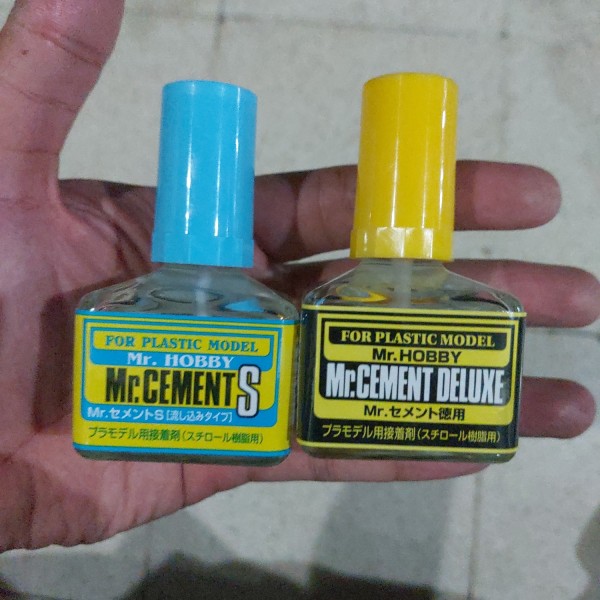 FOR PLASTIC MODEL
Mr. HOBBY
Mr.CEMENT S
Mr.セメントS[流し込みタイプ]
プラモデル用接着剤(スチロール樹脂用)
FOR PLASTIC MODEL
Mr.HOBBY
Mr.CEMENT DELUXE
Mr.セメント徳用
プラモデル用接着剤(スチロール樹脂用)